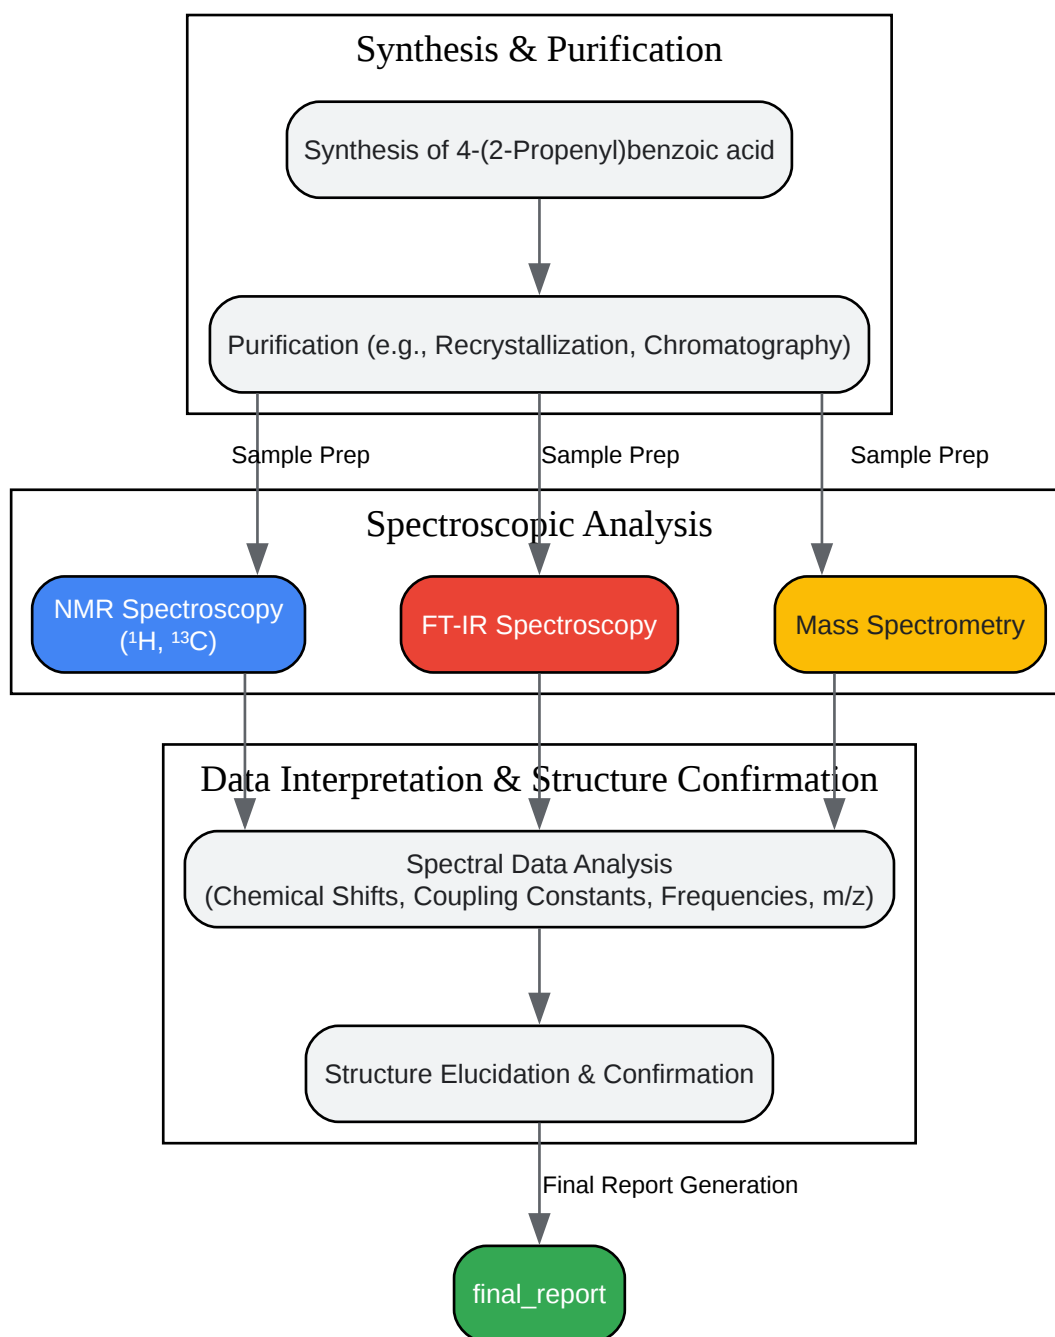 Synthesis & Purification
Synthesis of 4-(2-Propenyl)benzoic acid
Purification (e.g., Recrystallization, Chromatography)
Sample Prep
Sample Prep
Sample Prep
Spectroscopic Analysis
NMR Spectroscopy
(¹H, ¹³C)
FT-IR Spectroscopy
Mass Spectrometry
Data Interpretation & Structure Confirmation
Spectral Data Analysis
(Chemical Shifts, Coupling Constants, Frequencies, m/z)
Structure Elucidation & Confirmation
Final Report Generation
final_report